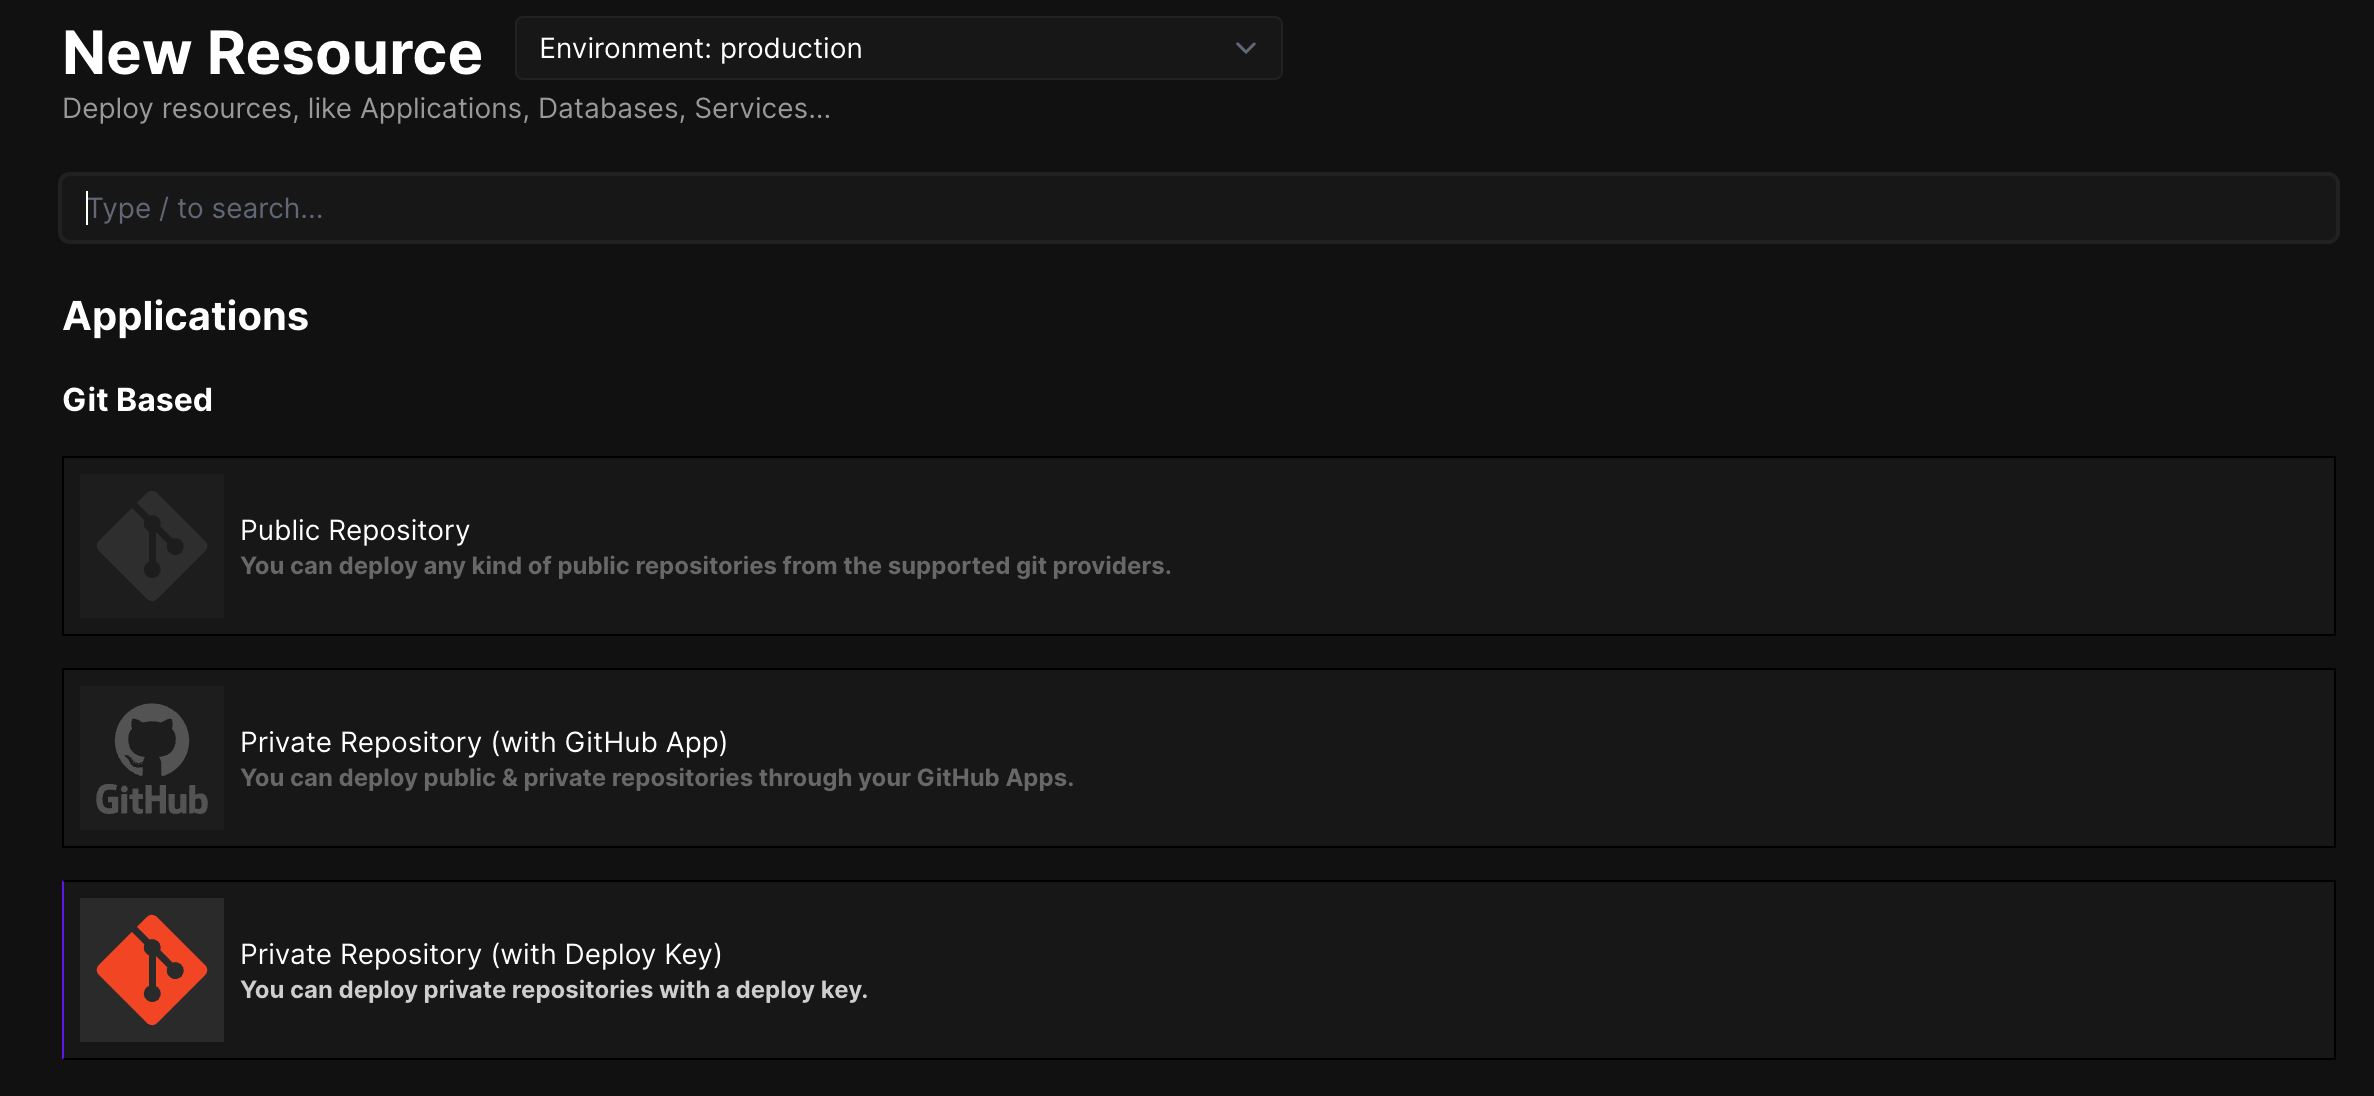 New Resource
Environment: production
Deploy resources, like Applications, Databases, Services...
Type / to search...
Applications
Git Based
Public Repository
You can deploy any kind of public repositories from the supported git providers.
GitHub
Private Repository (with GitHub App)
You can deploy public & private repositories through your GitHub Apps.
Private Repository (with Deploy Key)
You can deploy private repositories with a deploy key.